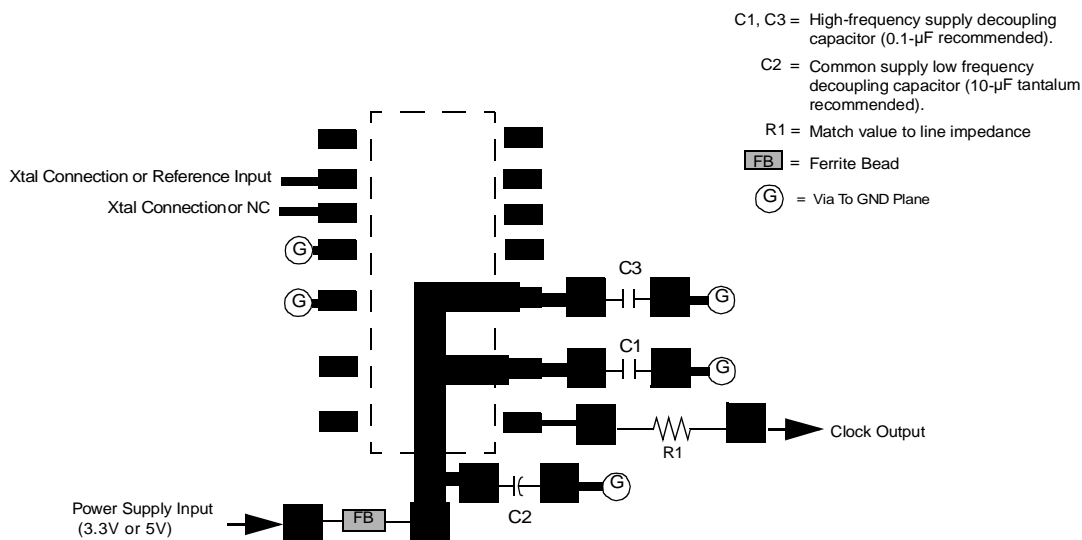 C1, C3 = High-frequency supply decoupling
capacitor (0.1-µF recommended).
C2 = Common supply low frequency
decoupling capacitor (10-µF tantalum
recommended).
R1 = Match value to line impedance
FB = Ferrite Bead
G = Via To GND Plane
Xtal Connection or Reference Input
Xtal Connection or NC
G
G
C3
G
C1
G
Clock Output
R1
G
C2
Power Supply Input
(3.3V or 5V)
FB